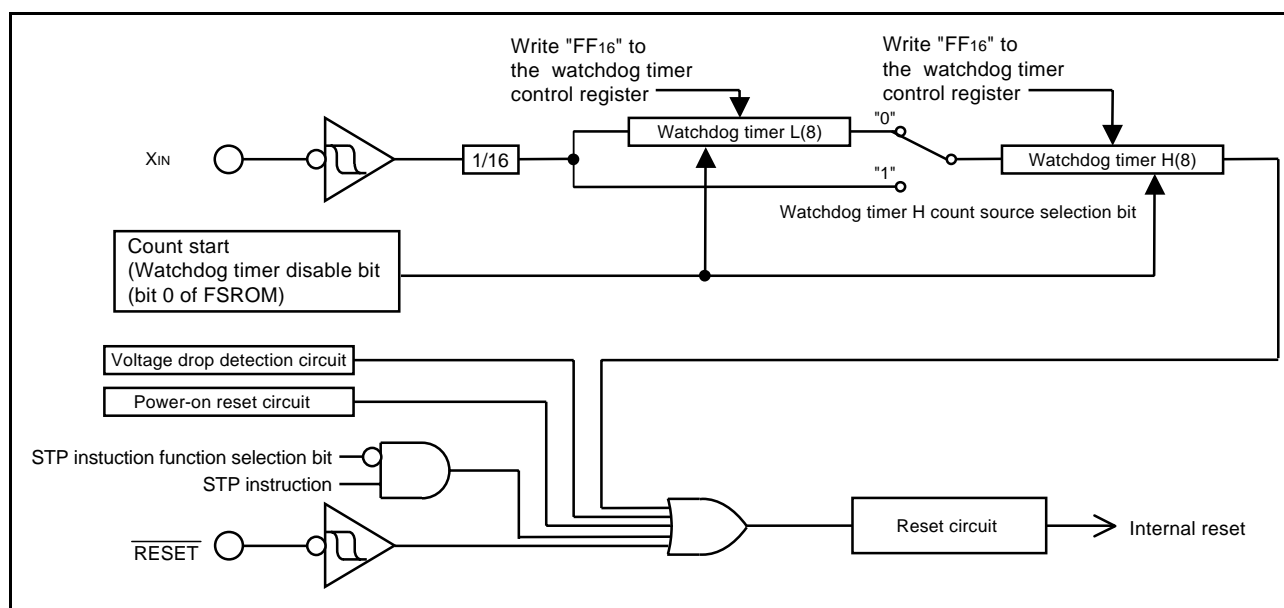 Write "FF16" to
the watchdog timer
control register
Write "FF16" to
the watchdog timer
control register
"0"
XIN
1/16
Watchdog timer L(8)
Watchdog timer H(8)
"1"
Watchdog timer H count source selection bit
Count start
(Watchdog timer disable bit
(bit 0 of FSROM)
Voltage drop detection circuit
Power-on reset circuit
STP instuction function selection bit
STP instruction
RESET
Reset circuit
Internal reset